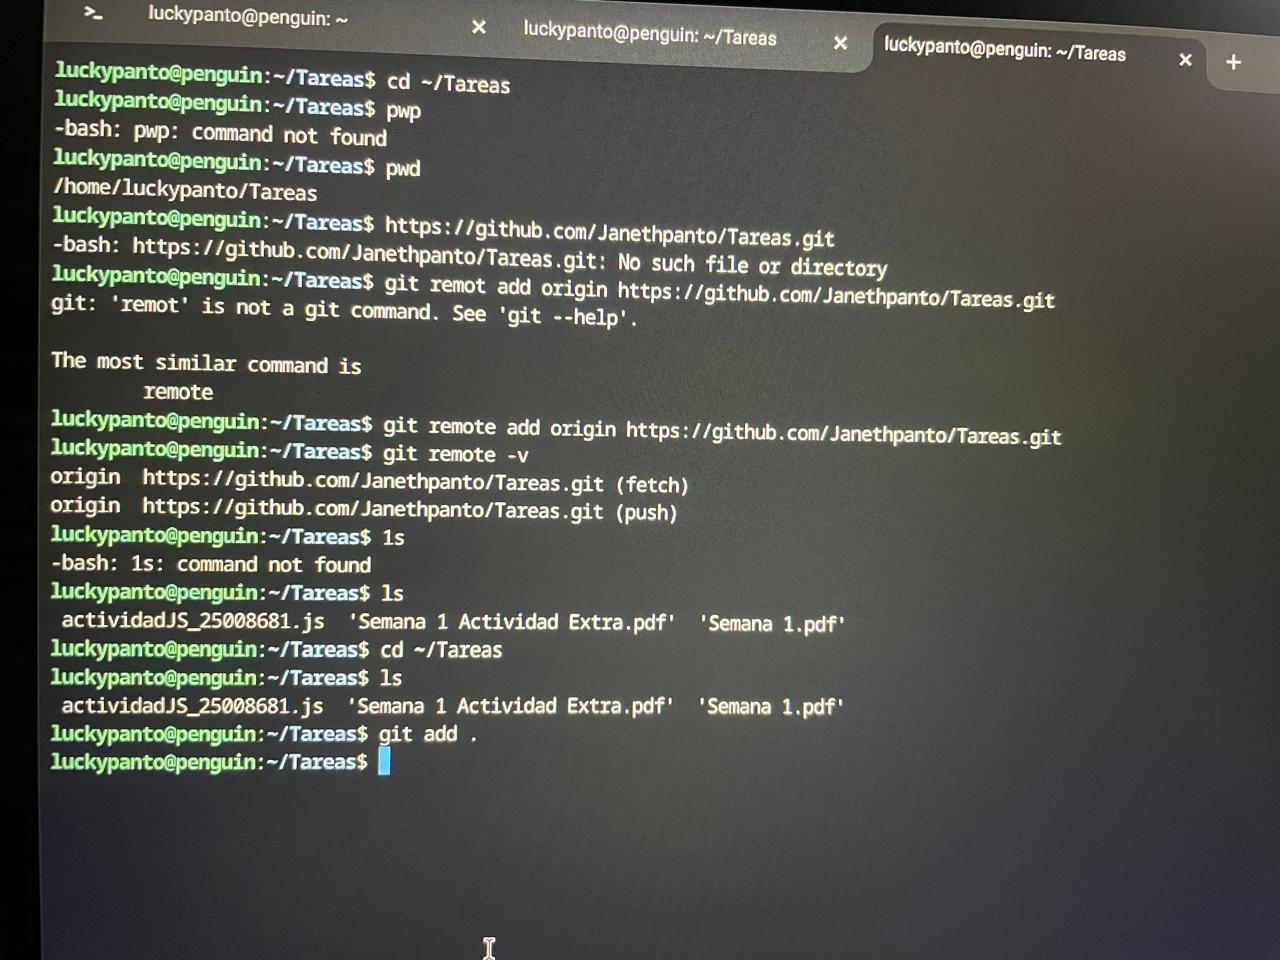 luckypanto@penguin: ~
luckypanto@penguin: ~/Tareas
luckypanto@penguin: ~/Tareas
luckypanto@penguin:~/Tareas$ cd ~/Tareas
luckypanto@penguin:~/Tareas$ pwp
-bash: pwp: command not found
luckypanto@penguin:~/Tareas$ pwd
/home/luckypanto/Tareas
luckypanto@penguin:~/Tareas$ https://github.com/Janethpanto/Tareas.git
-bash: https://github.com/Janethpanto/Tareas.git: No such file or directory
luckypanto@penguin:~/Tareas$ git remot add origin https://github.com/Janethpanto/Tareas.git
git: 'remot' is not a git command. See 'git --help'.
The most similar command is
remote
luckypanto@penguin:~/Tareas$ git remote add origin https://github.com/Janethpanto/Tareas.git
luckypanto@penguin:~/Tareas$ git remote -v
origin  https://github.com/Janethpanto/Tareas.git (fetch)
origin  https://github.com/Janethpanto/Tareas.git (push)
luckypanto@penguin:~/Tareas$ 1s
-bash: 1s: command not found
luckypanto@penguin:~/Tareas$ ls
actividadJS_25008681.js  'Semana 1 Actividad Extra.pdf'  'Semana 1.pdf'
luckypanto@penguin:~/Tareas$ cd ~/Tareas
luckypanto@penguin:~/Tareas$ ls
actividadJS_25008681.js  'Semana 1 Actividad Extra.pdf'  'Semana 1.pdf'
luckypanto@penguin:~/Tareas$ git add .
luckypanto@penguin:~/Tareas$